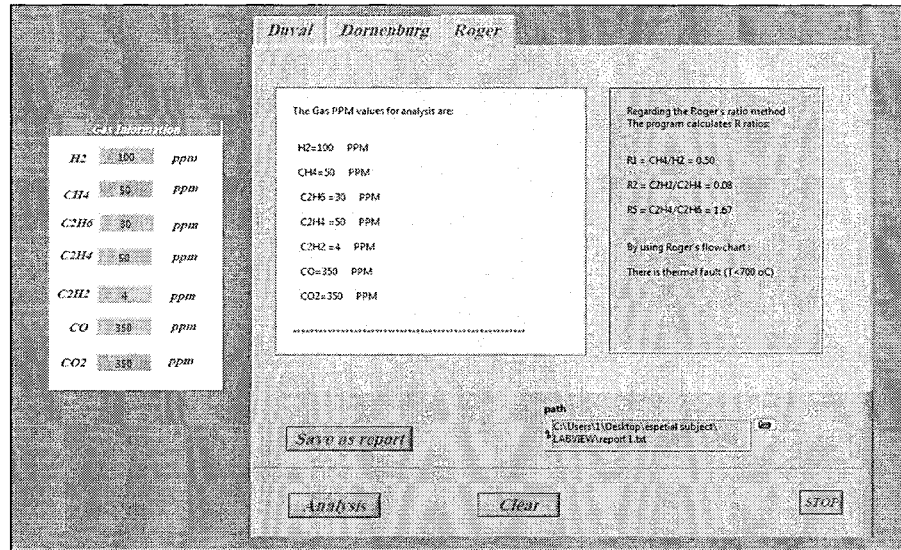 Duval Dornenburg Roger
Gas Information
H2 100 ppm
CH4 50 ppm
C2H6 30 ppm
C2H4 50 ppm
C2H2 4 ppm
CO 350 ppm
CO2 350 ppm
The Gas PPM values for analysis are:
H2=100 PPM
CH4=50 PPM
C2H6 =30 PPM
C2H4 =50 PPM
C2H2 =4 PPM
CO=350 PPM
CO2=350 PPM
Regarding the Roger's ratio method
The program calculates R ratios:
R1 = CH4/H2 = 0.50
R2 = C2H2/C2H4 = 0.08
R5 = C2H4/C2H6 = 1.67
By using Roger's flowchart :
There is thermal fault (T<700 oC)
path
C:\Users\1\Desktop\espetial subject\
LABVIEW\report 1.txt
Save as report
Analysis Clear STOP